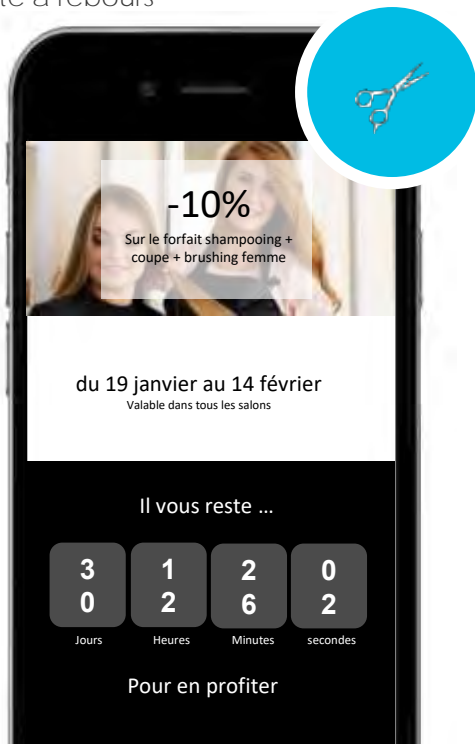 à rebours
-10%
Sur le forfait shampooing +
coupe + brushing femme
du 19 janvier au 14 février
Valable dans tous les salons
Il vous reste ...
3 1 2 0
0 2 6 2
Jours Heures Minutes secondes
Pour en profiter